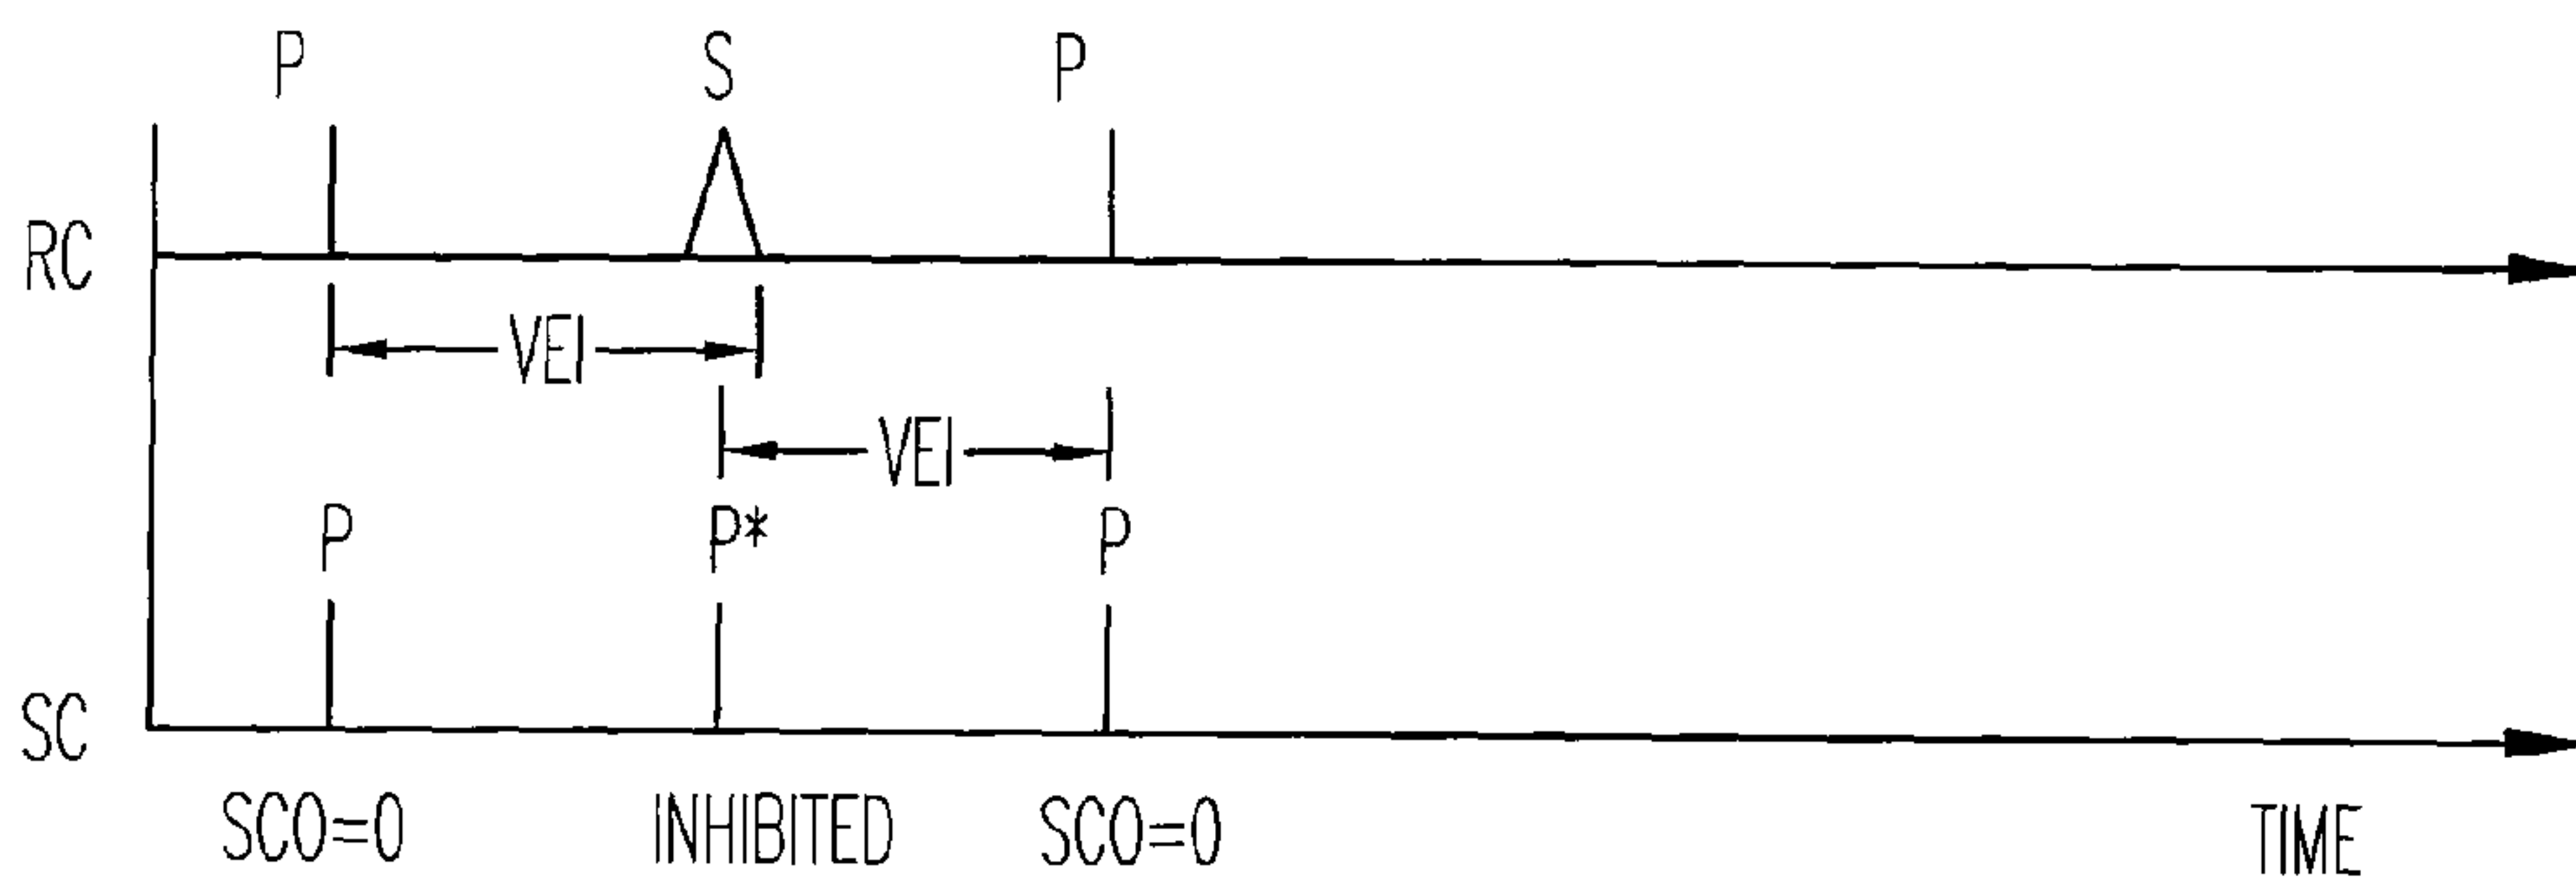 P S P
RC
VEI
VEI
P P* P
SC
SCO=0 INHIBITED SCO=0 TIME